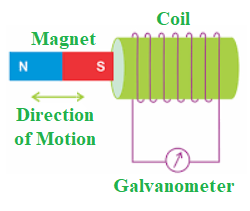 Coil
Magnet
N
S
Direction
of Motion
Galvanometer